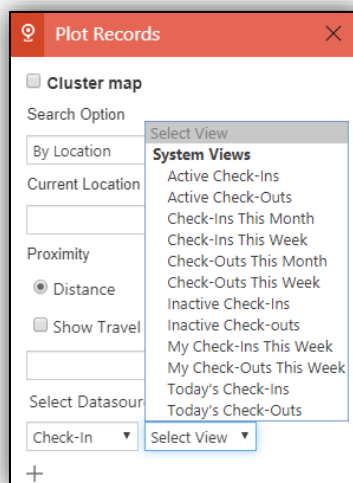 Plot Records
Cluster map
Search Option
By Location
Current Location
Proximity
Distance
Show Travel
Select Datasour
Check-In
Select View
Select View
System Views
Active Check-Ins
Active Check-Outs
Check-Ins This Month
Check-Ins This Week
Check-Outs This Month
Check-Outs This Week
Inactive Check-Ins
Inactive Check-outs
My Check-Ins This Week
My Check-Outs This Week
Today's Check-Ins
Today's Check-Outs